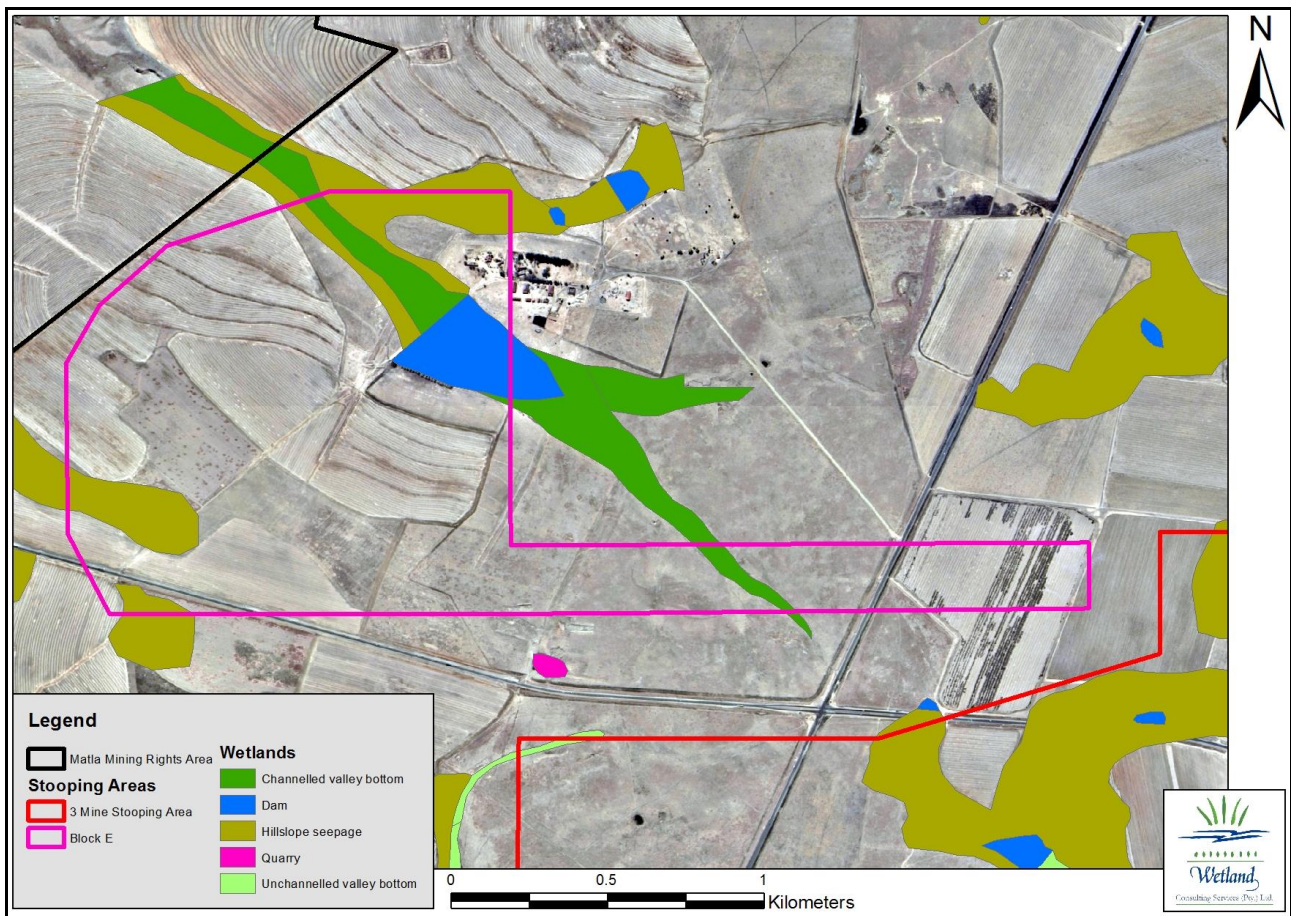 N
Legend
Matla Mining Rights Area
Stooping Areas
3 Mine Stooping Area
Block E
Wetlands
Channelled valley bottom
Dam
Hillslope seepage
Quarry
Unchannelled valley bottom
0 0.5 1
Kilometers
Wetland
Consulting Services (Pty.) Ltd.